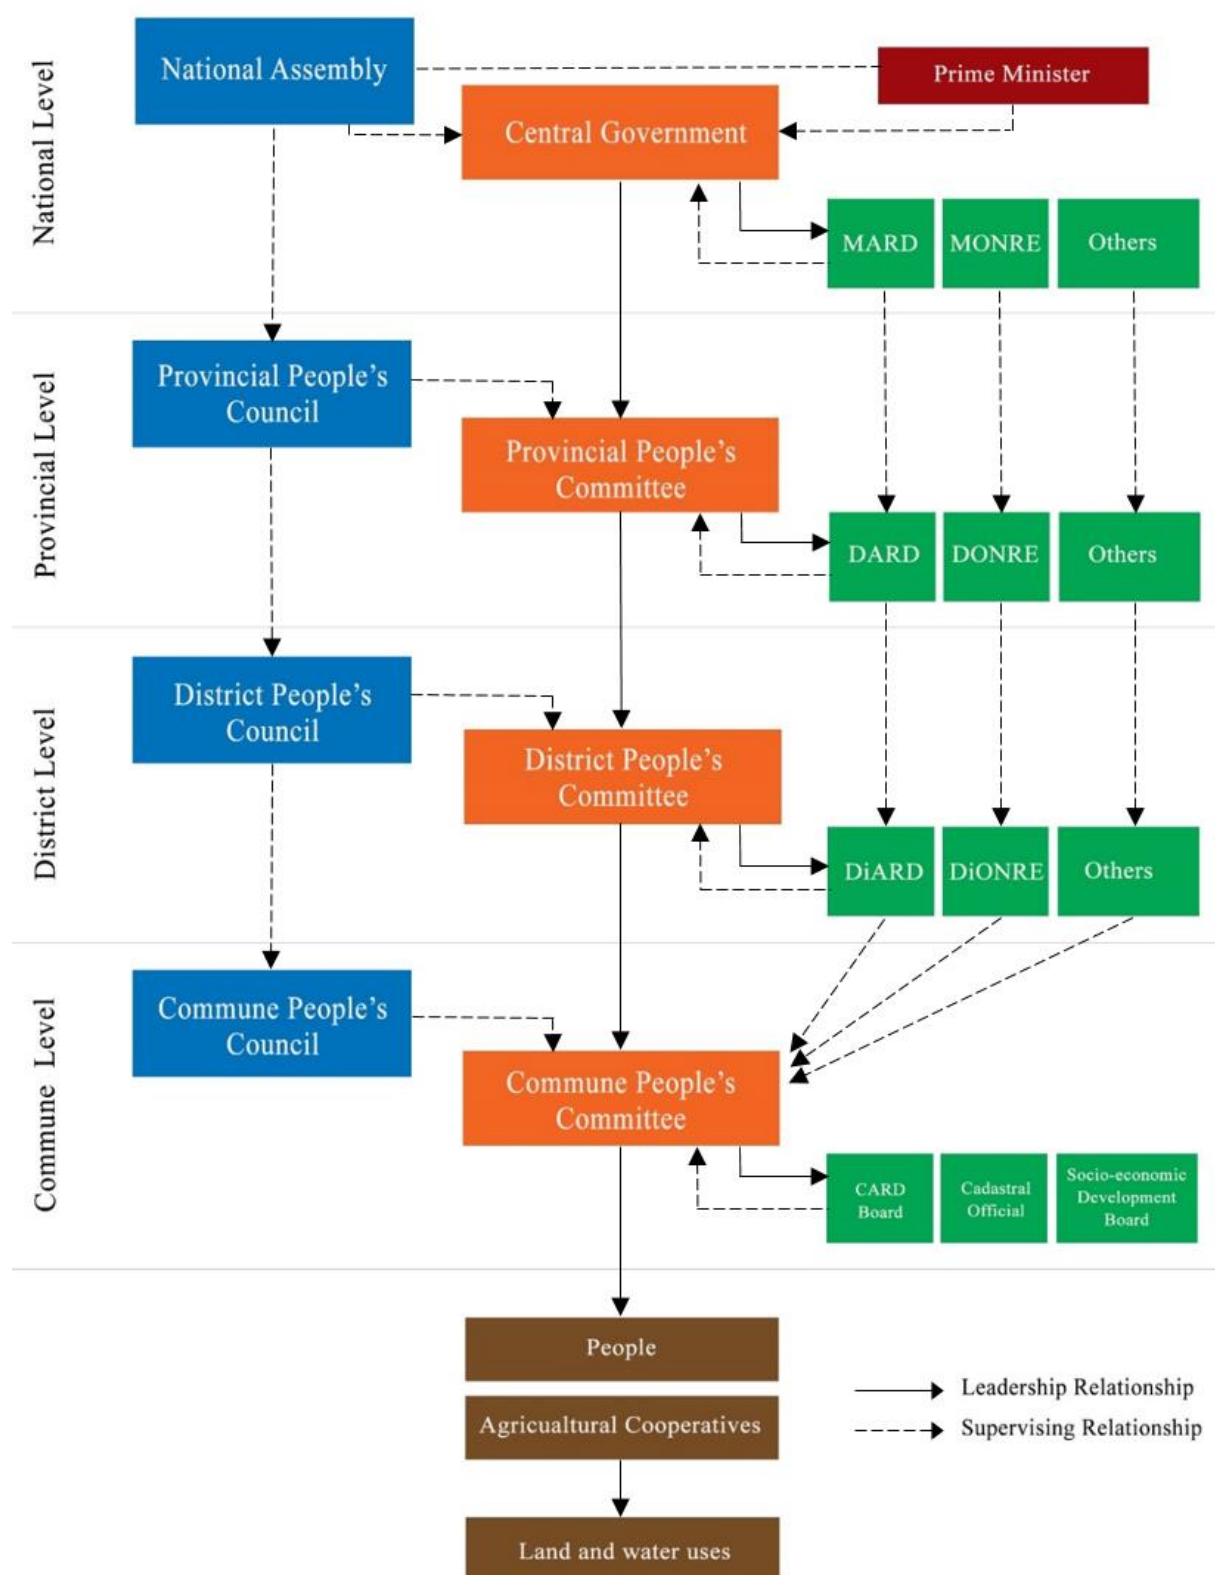 National Level
National Assembly
Prime Minister
Central Government
MARD
MONRE
Others
Provincial Level
Provincial People's
Council
Provincial People's
Committee
DARD
DONRE
Others
District Level
District People's
Council
District People's
Committee
DiARD
DiONRE
Others
Commune Level
Commune People's
Council
Commune People's
Committee
CARD
Board
Cadastral
Official
Socio-economic
Development
Board
People
Agricualtural Cooperatives
Land and water uses
Leadership Relationship
Supervising Relationship